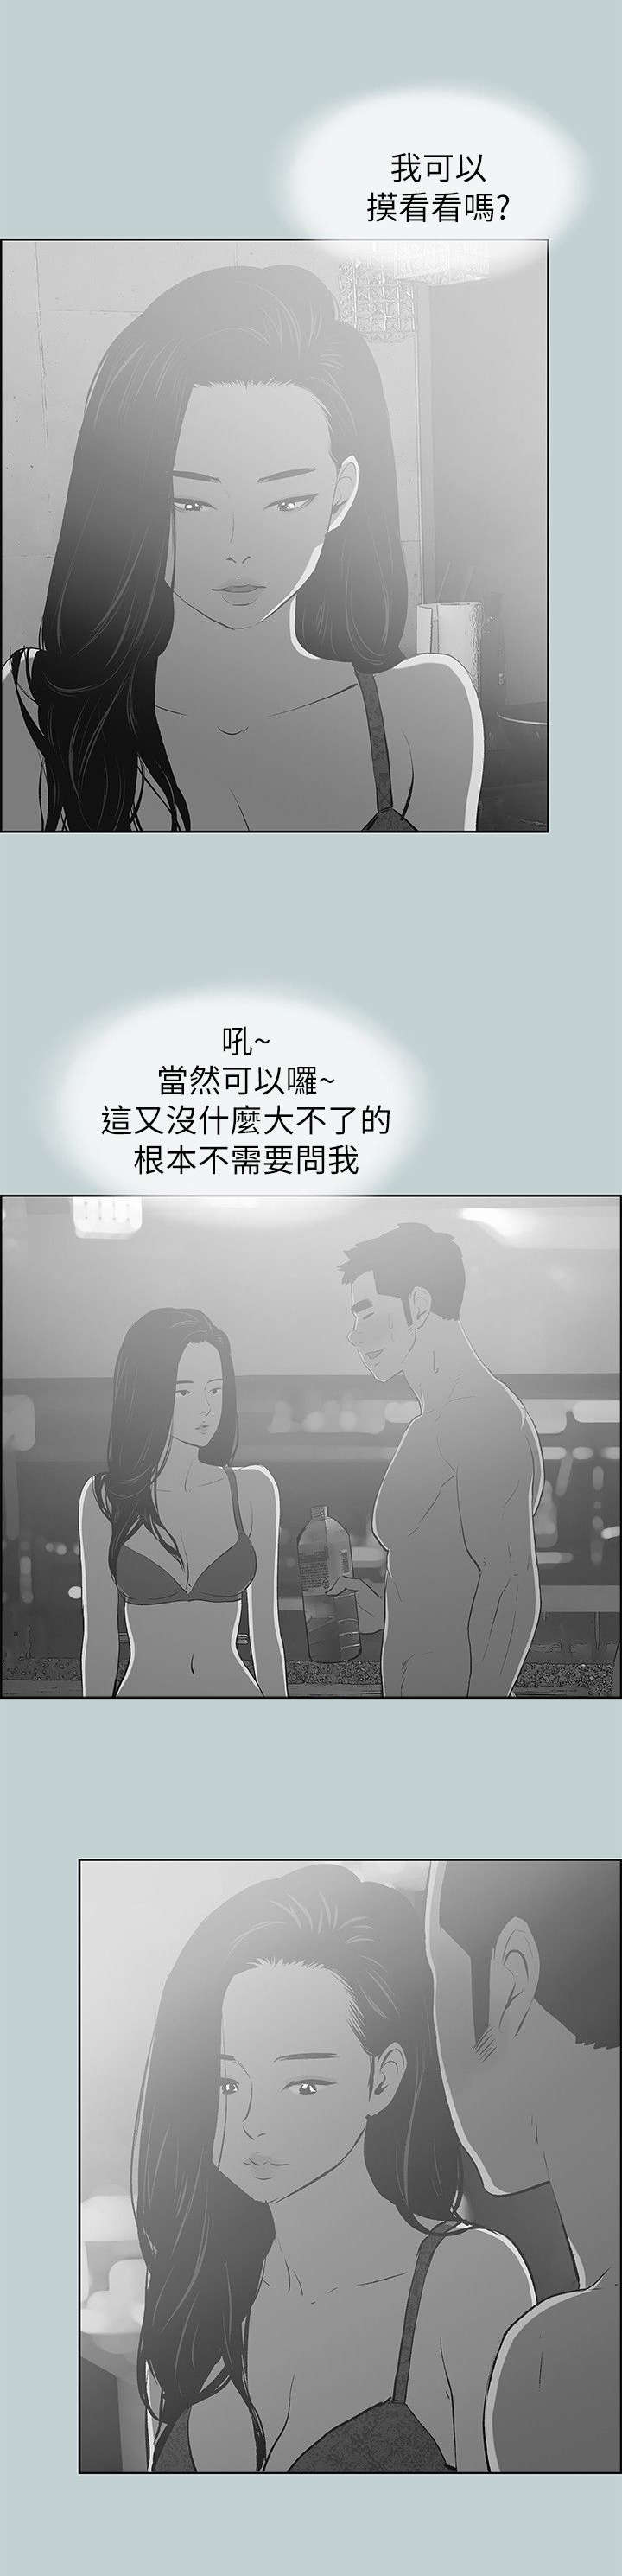 我可以
摸看看嗎?
吼~
當然可以囉~
這又沒什麼大不了的
根本不需要問我